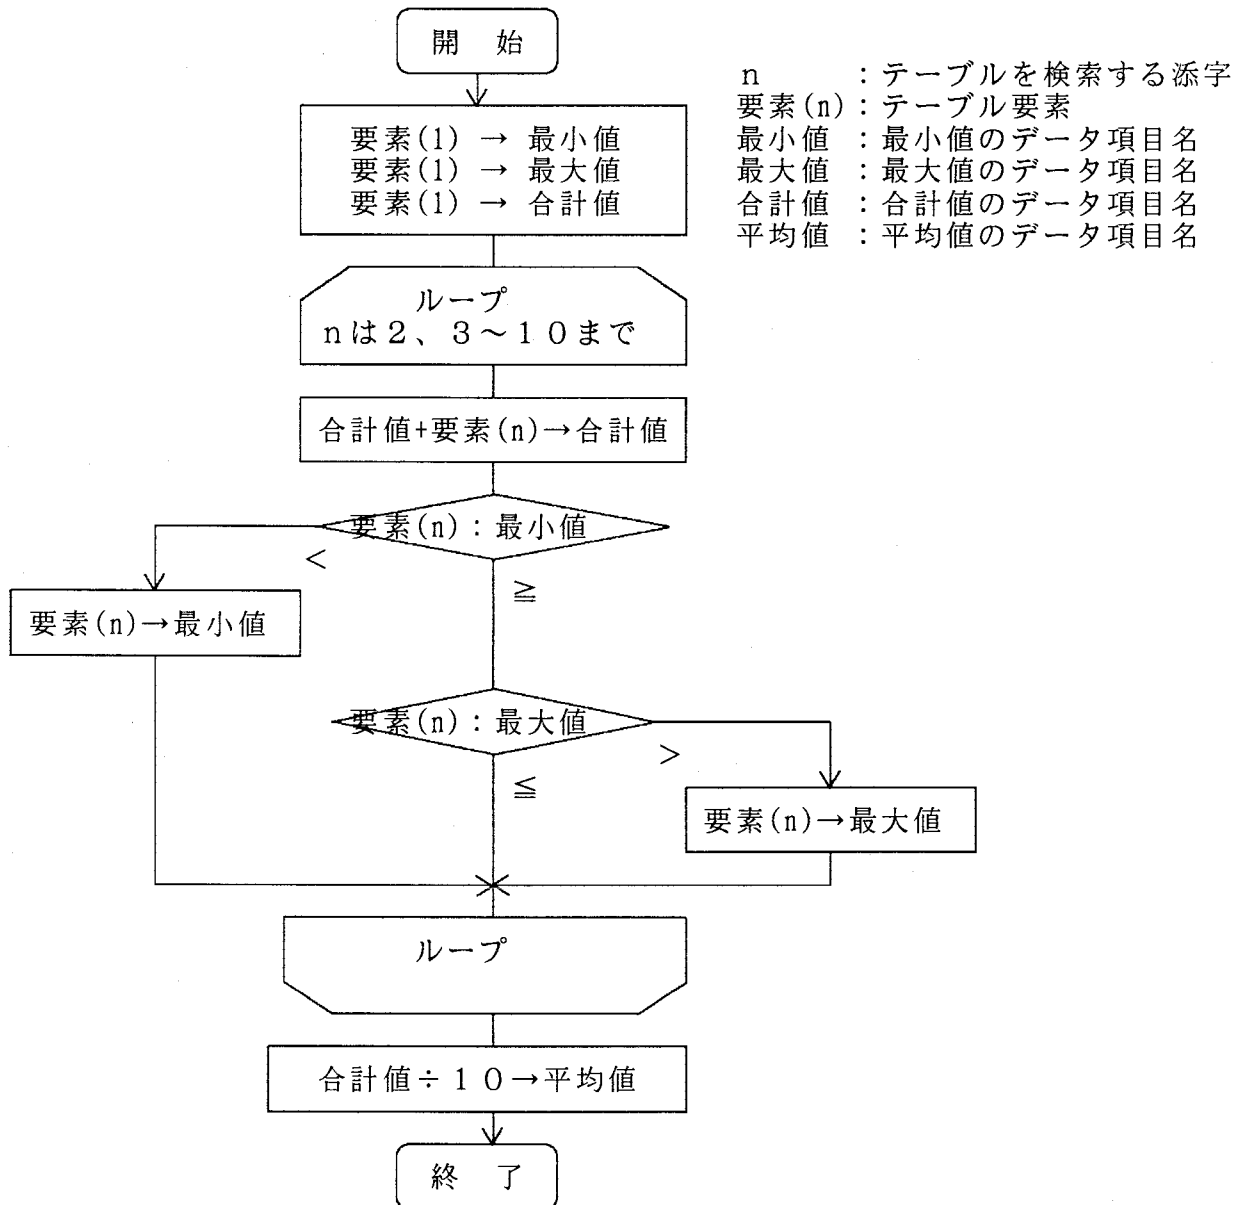 開 始
n :テーブルを検索する添字
要素(n):テーブル要素
最小値 :最小値のデータ項目名
最大値 :最大値のデータ項目名
合計値 :合計値のデータ項目名
平均値 :平均値のデータ項目名
要素(1) → 最小値
要素(1) → 最大値
要素(1) → 合計値
ループ
nは2、3～10まで
合計値+要素(n)→合計値
要素(n):最小値
<
≧
要素(n)→最小値
要素(n):最大値
>
≦
要素(n)→最大値
ループ
合計値÷10→平均値
終 了